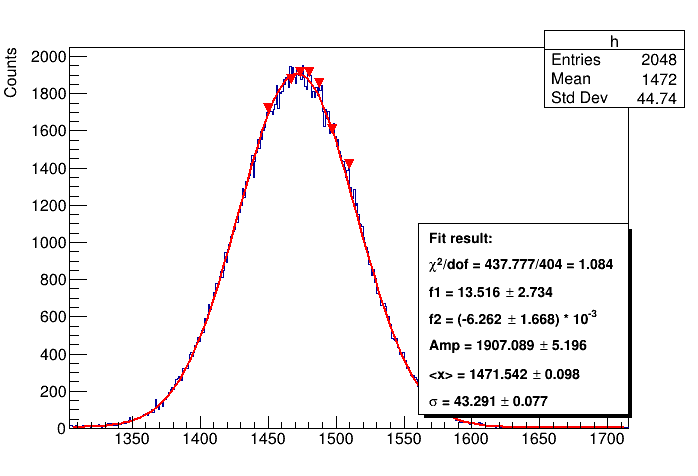 h
Entries 2048
Mean 1472
Std Dev 44.74
Counts
2000
1800
1600
1400
1200
1000
800
600
400
200
0
Fit result:
χ²/dof = 437.777/404 = 1.084
f1 = 13.516 ± 2.734
f2 = (-6.262 ± 1.668) * 10⁻³
Amp = 1907.089 ± 5.196
<x> = 1471.542 ± 0.098
σ = 43.291 ± 0.077
1350 1400 1450 1500 1550 1600 1650 1700